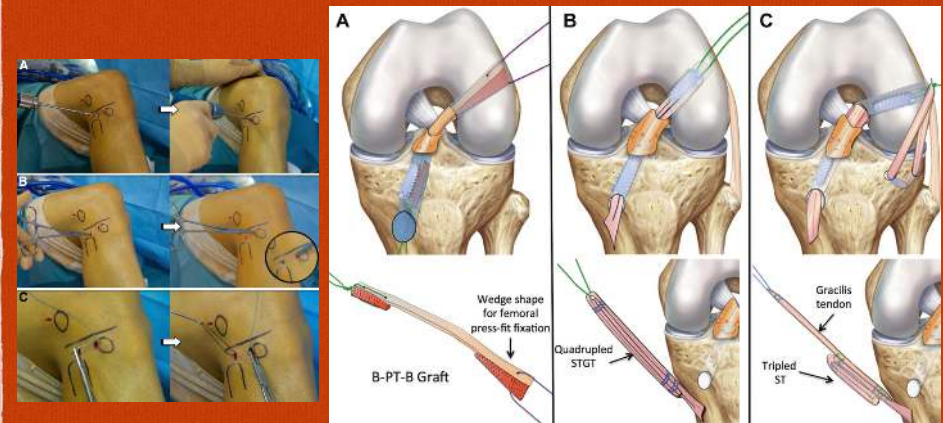 A
B
C
A
B
C
Wedge shape
for femoral
press-fit fixation
B-PT-B Graft
Quadrupled
STGT
Gracilis
tendon
Tripled
ST